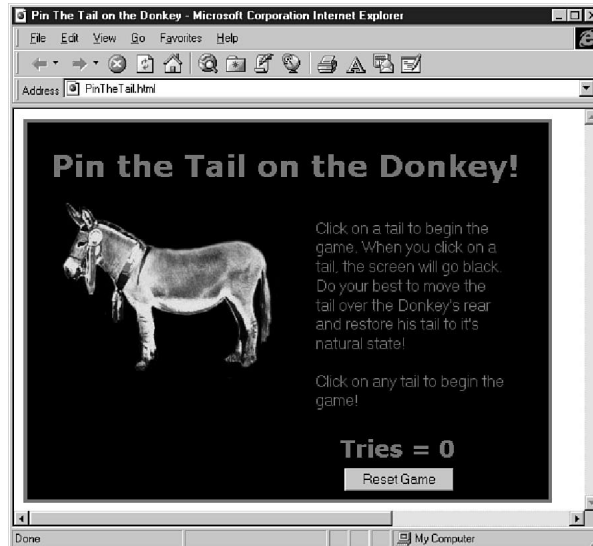 Pin The Tail on the Donkey - Microsoft Corporation Internet Explorer
File Edit View Go Favorites Help
Address PinTheTail.html
Pin the Tail on the Donkey!
Click on a tail to begin the
game. When you click on a
tail, the screen will go black.
Do your best to move the
tail over the Donkey's rear
and restore his tail to it's
natural state!
Click on any tail to begin the
game!
Tries = 0
Reset Game
Done
My Computer